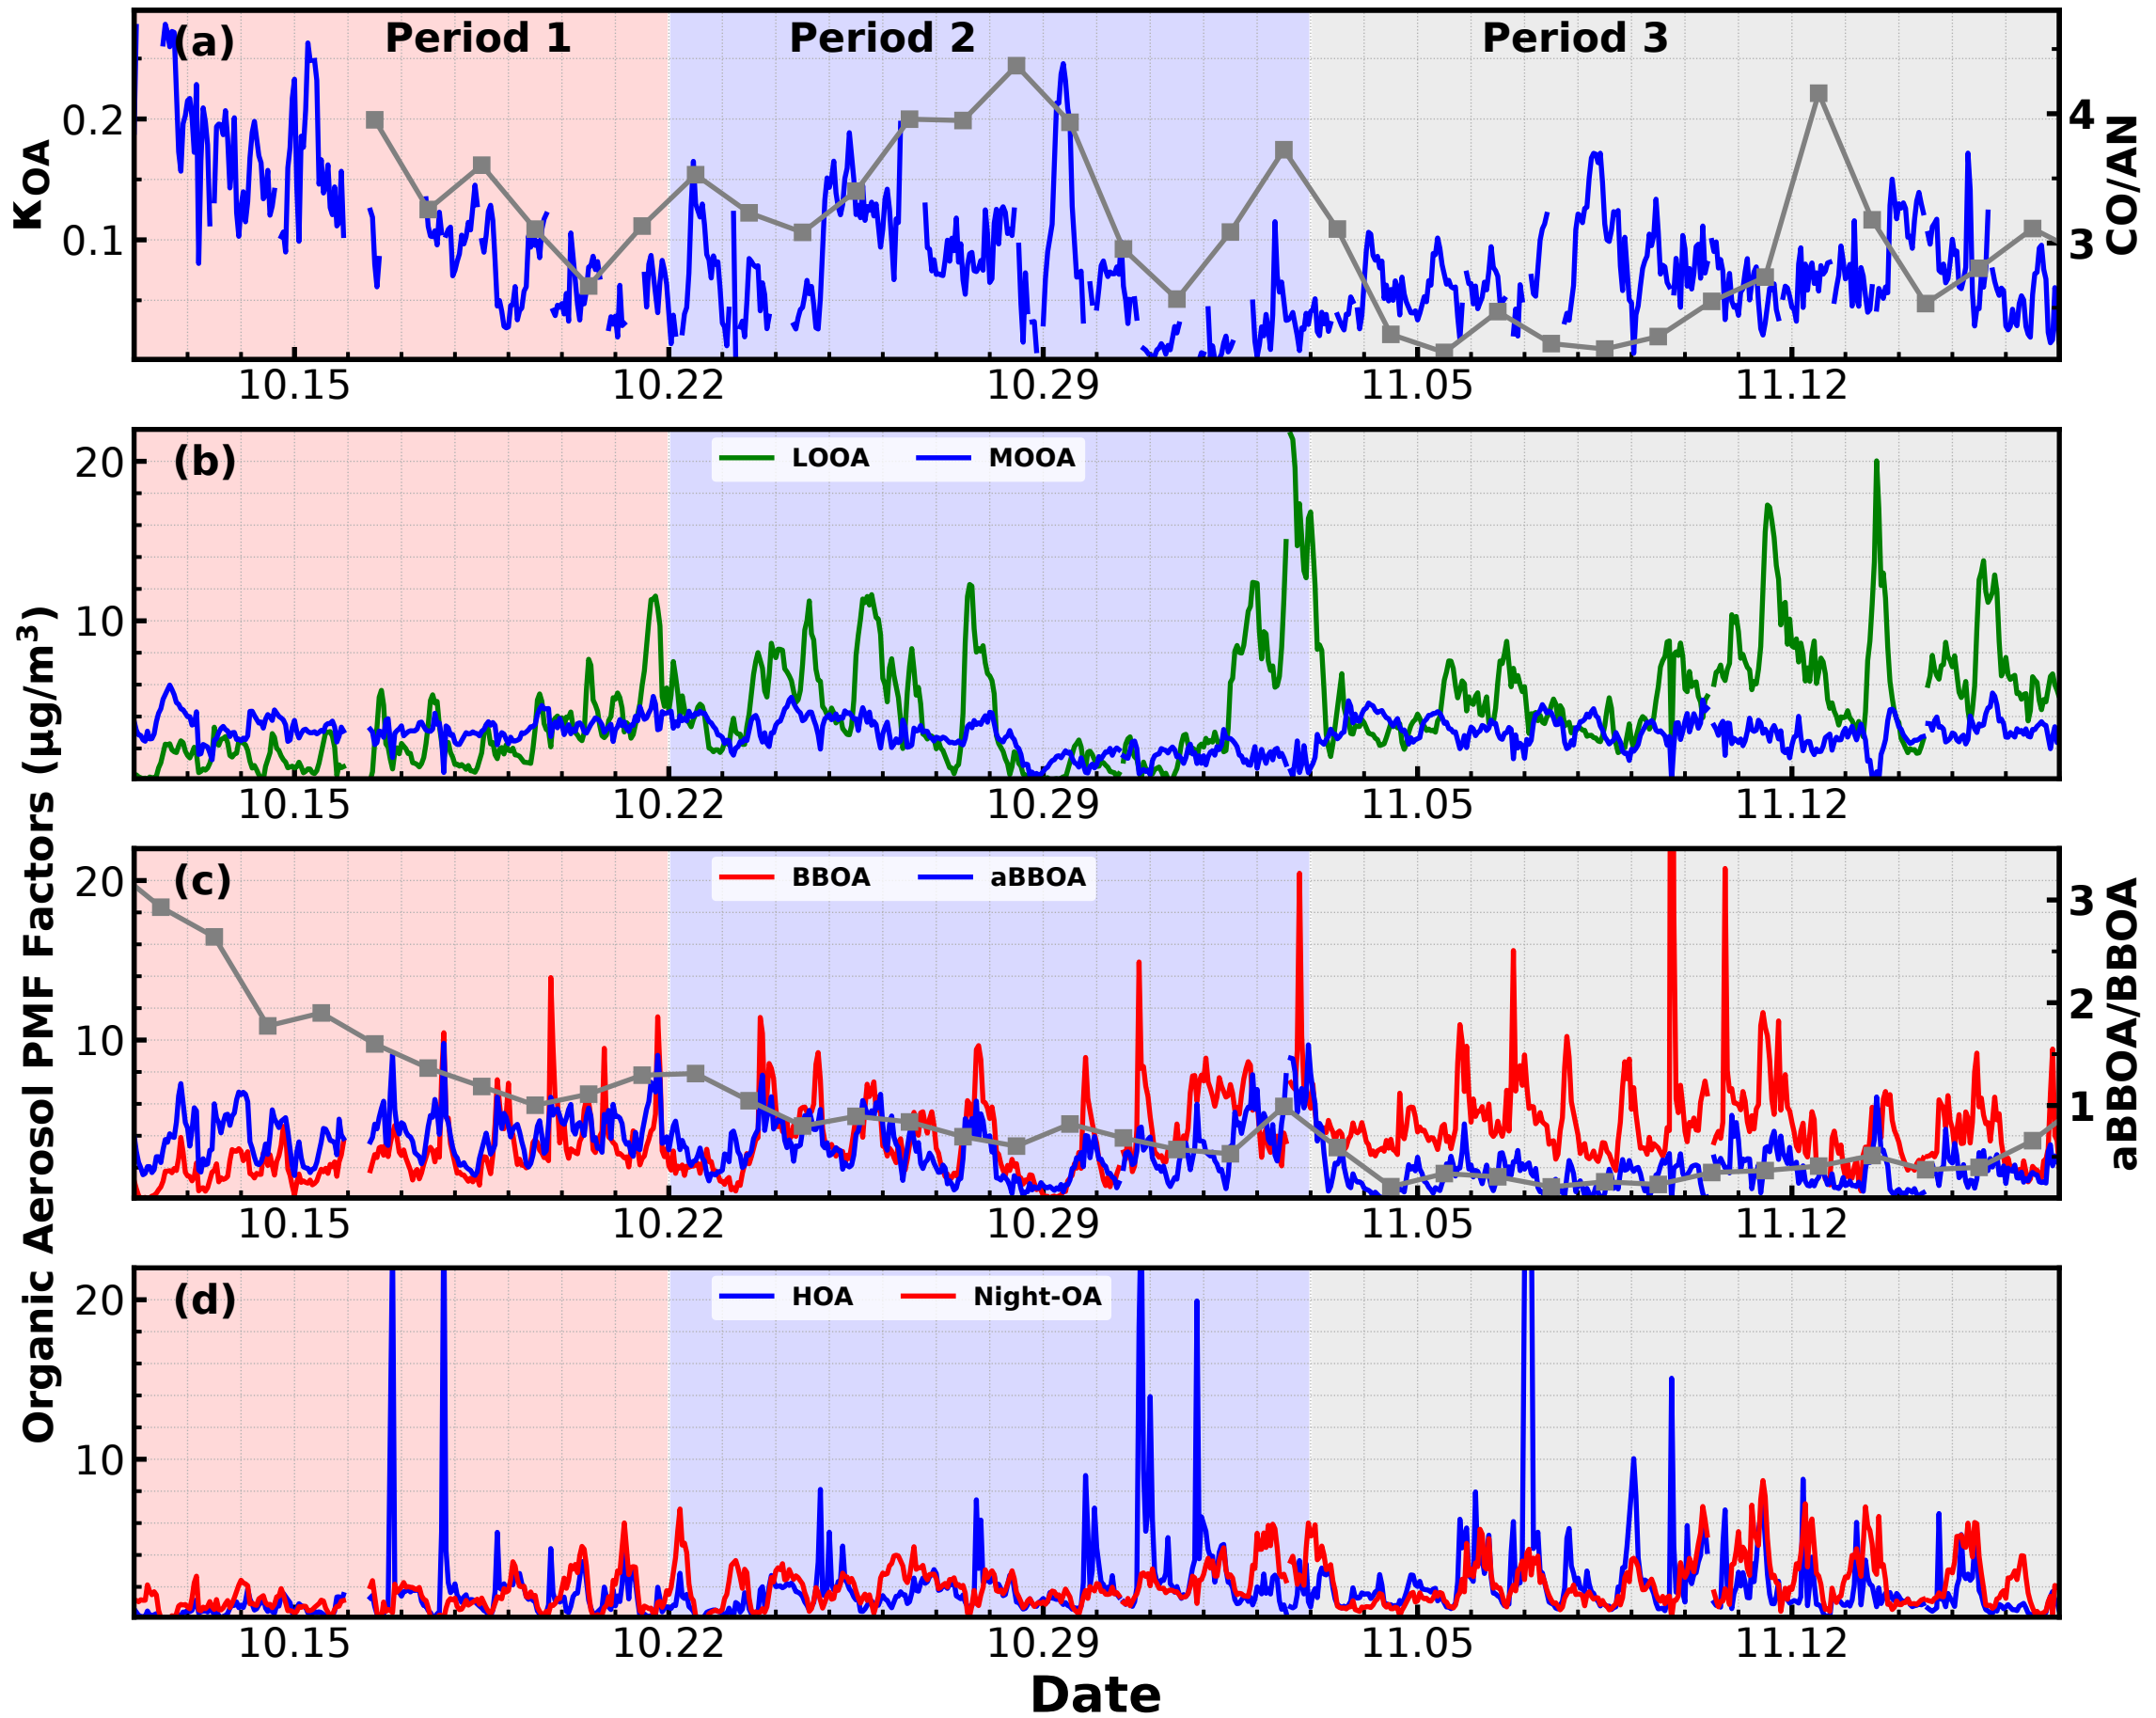 (a)
Period 1
Period 2
Period 3
0.2
0.1
κOA
4
3
CO/AN
10.15
10.22
10.29
11.05
11.12
(b)
LOOA
MOOA
20
10
10.15
10.22
10.29
11.05
11.12
Organic Aerosol PMF Factors (μg/m³)
(c)
BBOA
aBBOA
20
10
3
2
1
aBBOA/BBOA
10.15
10.22
10.29
11.05
11.12
(d)
HOA
Night-OA
20
10
10.15
10.22
10.29
11.05
11.12
Date